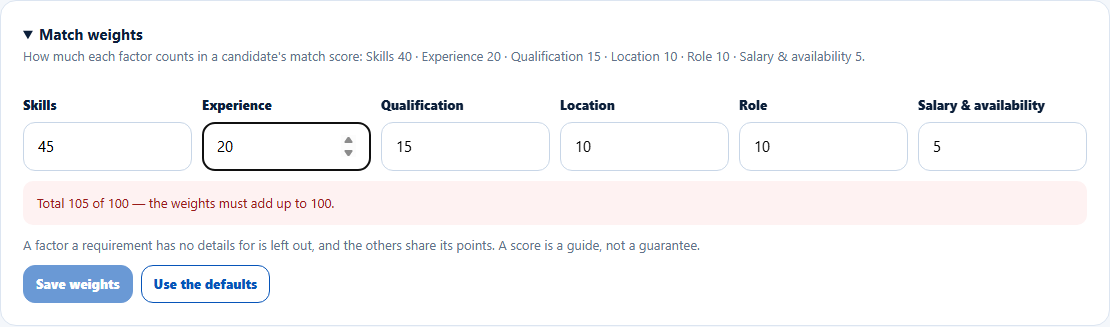 ▼ Match weights
How much each factor counts in a candidate's match score: Skills 40 · Experience 20 · Qualification 15 · Location 10 · Role 10 · Salary & availability 5.
Skills Experience Qualification Location Role Salary & availability
45 20 15 10 10 5
Total 105 of 100 — the weights must add up to 100.
A factor a requirement has no details for is left out, and the others share its points. A score is a guide, not a guarantee.
Save weights Use the defaults